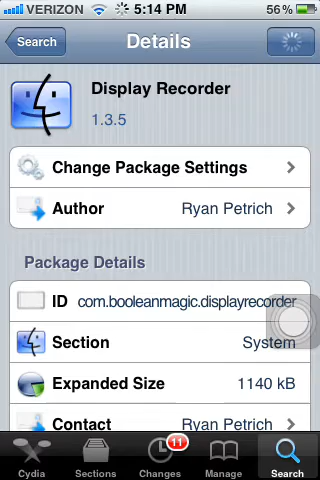 VERIZON 5:14 PM 56%
Search Details
Display Recorder
1.3.5
Change Package Settings
Author Ryan Petrich
Package Details
ID com.booleanmagic.displayrecorder
Section System
Expanded Size 1140 kB
Contact Ryan Petrich
11
Cydia Sections Changes Manage Search